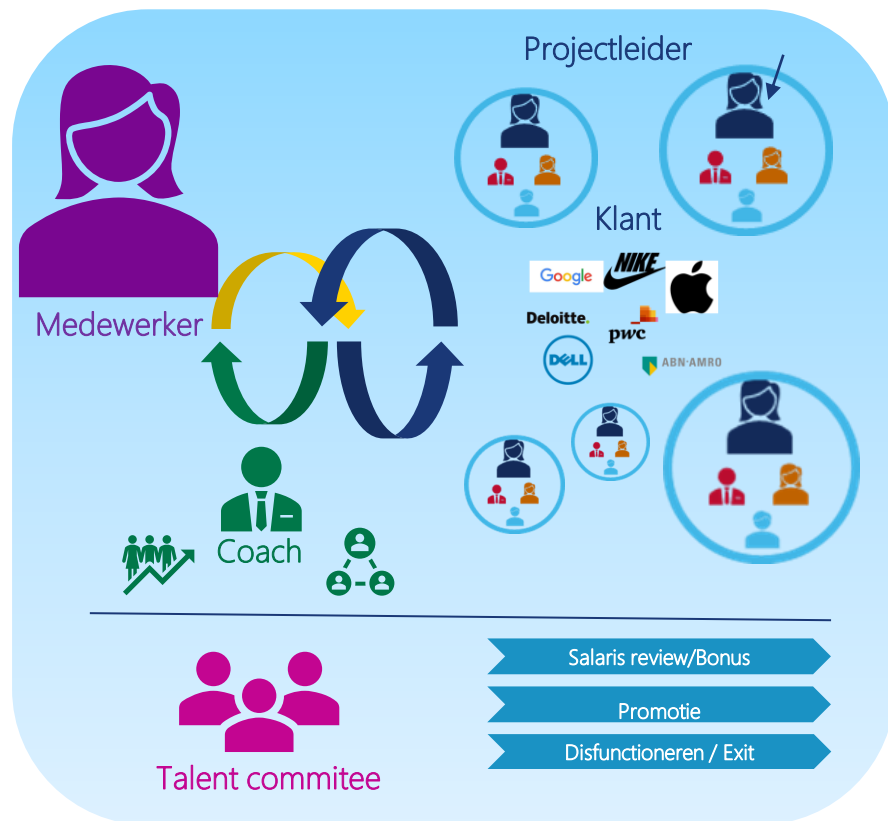 Projectleider
Klant
Google
NIKE
Deloitte.
pwc
DELL
ABN·AMRO
Medewerker
Coach
Salaris review/Bonus
Promotie
Disfunctioneren / Exit
Talent commitee